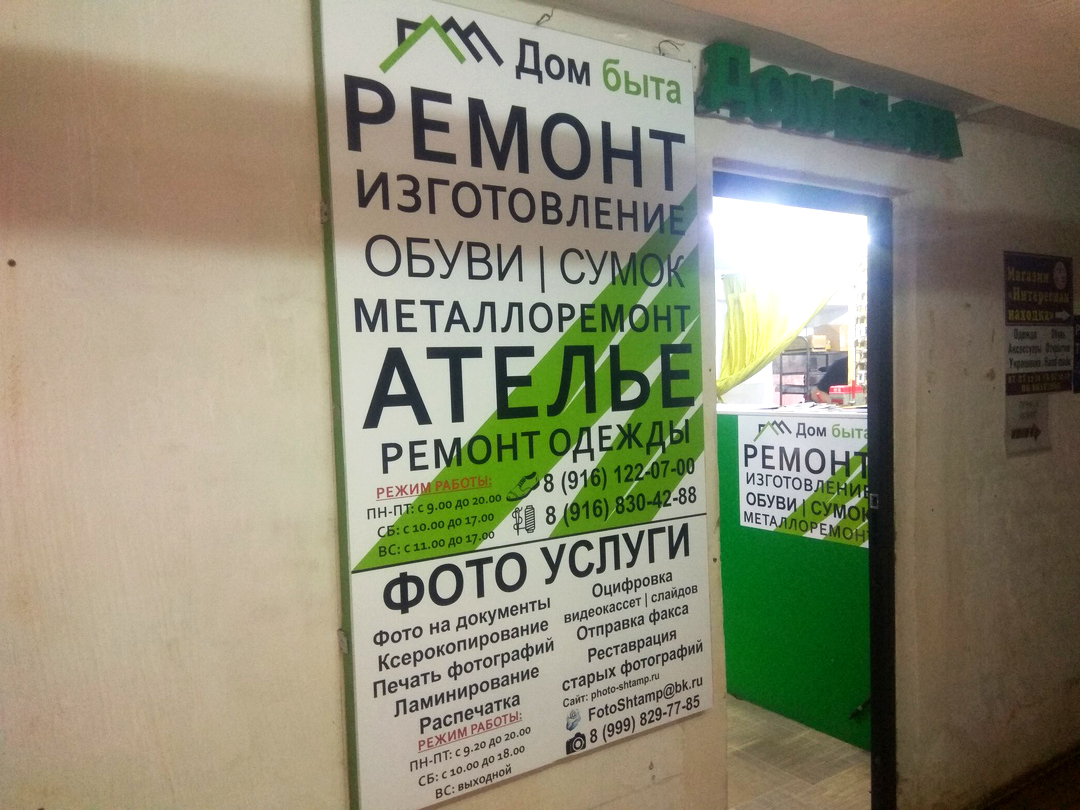 Дом быта
РЕМОНТ
ИЗГОТОВЛЕНИЕ
ОБУВИ | СУМОК
МЕТАЛЛОРЕМОНТ
АТЕЛЬЕ
РЕМОНТ ОДЕЖДЫ
РЕЖИМ РАБОТЫ:
ПН-ПТ: с 9.00 до 20.00
СБ: с 10.00 до 17.00
ВС: с 11.00 до 17.00
8 (916) 122-07-00
8 (916) 830-42-88
ФОТО УСЛУГИ
Фото на документы
Ксерокопирование
Печать фотографий
Ламинирование
Распечатка
РЕЖИМ РАБОТЫ:
ПН-ПТ: с 9.20 до 20.00
СБ: с 10.00 до 18.00
ВС: выходной
Оцифровка
видеокассет | слайдов
Отправка факса
Реставрация
старых фотографий
Сайт: photo-shtamp.ru
FotoShtamp@bk.ru
8 (999) 829-77-85
Дом быта
Дом быта
РЕМОНТ
ИЗГОТОВЛЕНИЕ
ОБУВИ | СУМОК
МЕТАЛЛОРЕМОНТ
Магазин
«Интересная
находка»
Одежда
Аксессуары
Украшения
Обувь
Открытки